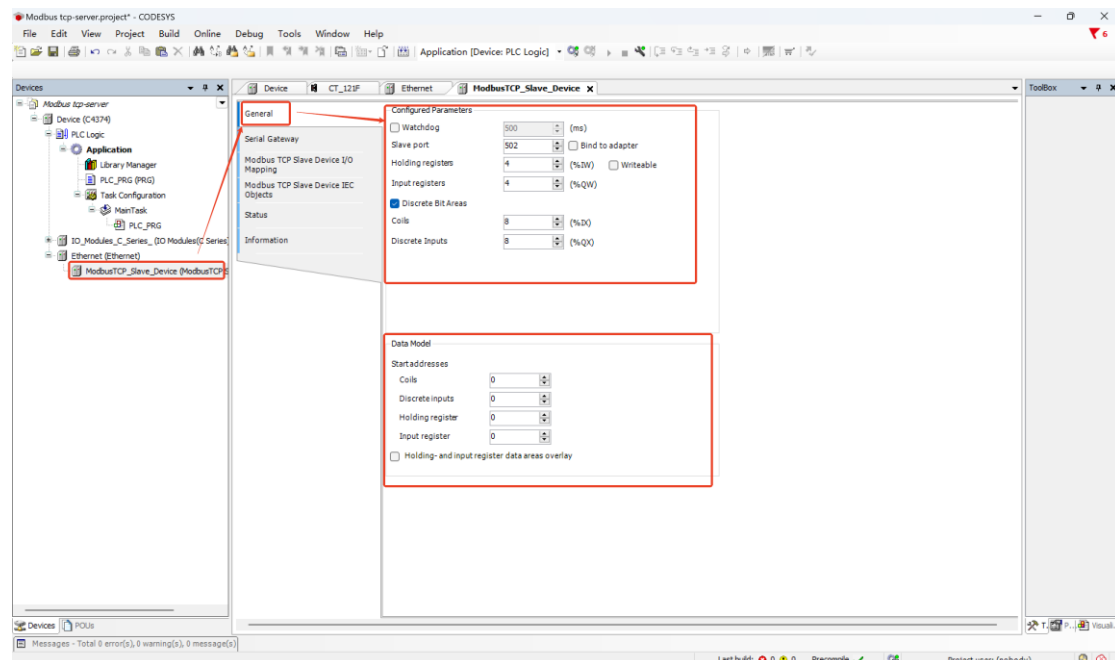 Modbus tcp-server.project* - CODESYS
File Edit View Project Build Online Debug Tools Window Help
6
Application [Device: PLC Logic]
Devices
Modbus tcp-server
Device (C4374)
PLC Logic
Application
Library Manager
PLC_PRG (PRG)
Task Configuration
MainTask
PLC_PRG
IO_Modules_C_Series_ (IO Modules(C Series
Ethernet (Ethernet)
ModbusTCP_Slave_Device (ModbusTCP S
Device CT_121F Ethernet ModbusTCP_Slave_Device
General
Serial Gateway
Modbus TCP Slave Device I/O
Mapping
Modbus TCP Slave Device IEC
Objects
Status
Information
Configured Parameters
Watchdog 500 (ms)
Slave port 502 Bind to adapter
Holding registers 4 (%IW) Writeable
Input registers 4 (%QW)
Discrete Bit Areas
Coils 8 (%IX)
Discrete Inputs 8 (%QX)
Data Model
Start addresses
Coils 0
Discrete inputs 0
Holding register 0
Input register 0
Holding- and input register data areas overlay
ToolBox
Devices POUs
T. P... Visuali.
Messages - Total 0 error(s), 0 warning(s), 0 message(s)
Last build: 0 0 Precompile Project user: (nobody)